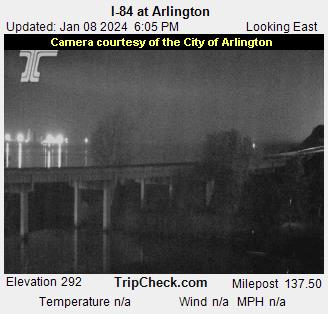 I-84 at Arlington
Updated: Jan 08 2024 6:05 PM Looking East
Camera courtesy of the City of Arlington
Elevation 292 TripCheck.com Milepost 137.50
Temperature n/a Wind n/a MPH n/a